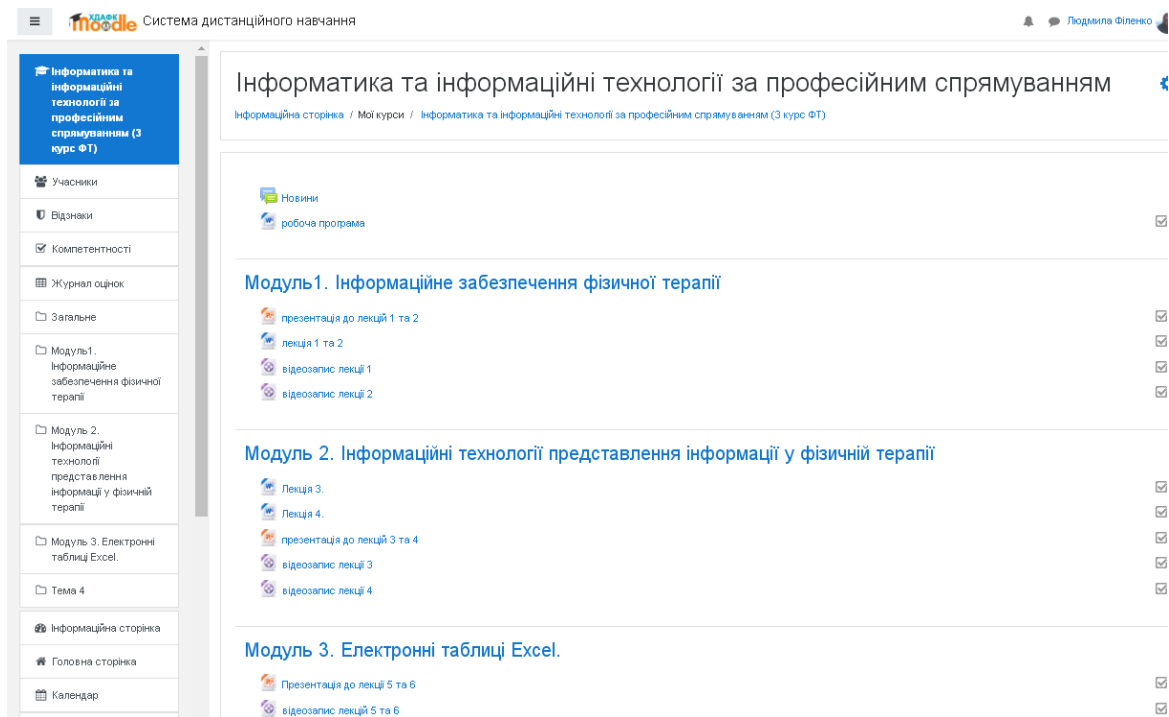 ХДАФК
moodle Система дистанційного навчання
Людмила Філенко
Інформатика та
інформаційні
технології за
професійним
спрямуванням (3
курс ФТ)
Учасники
Відзнаки
Компетентності
Журнал оцінок
Загальне
Модуль1.
Інформаційне
забезпечення фізичної
терапії
Модуль 2.
Інформаційні
технології
представлення
інформації у фізичній
терапії
Модуль 3. Електронні
таблиці Excel.
Тема 4
Інформаційна сторінка
Головна сторінка
Календар
Інформатика та інформаційні технології за професійним спрямуванням
Інформаційна сторінка / Мої курси / Інформатика та інформаційні технології за професійним спрямуванням (3 курс ФТ)
Новини
робоча програма
Модуль1. Інформаційне забезпечення фізичної терапії
презентація до лекцій 1 та 2
лекція 1 та 2
відеозапис лекції 1
відеозапис лекції 2
Модуль 2. Інформаційні технології представлення інформації у фізичній терапії
Лекція 3.
Лекція 4.
презентація до лекцій 3 та 4
відеозапис лекції 3
відеозапис лекції 4
Модуль 3. Електронні таблиці Excel.
Презентація до лекції 5 та 6
відеозапис лекцій 5 та 6